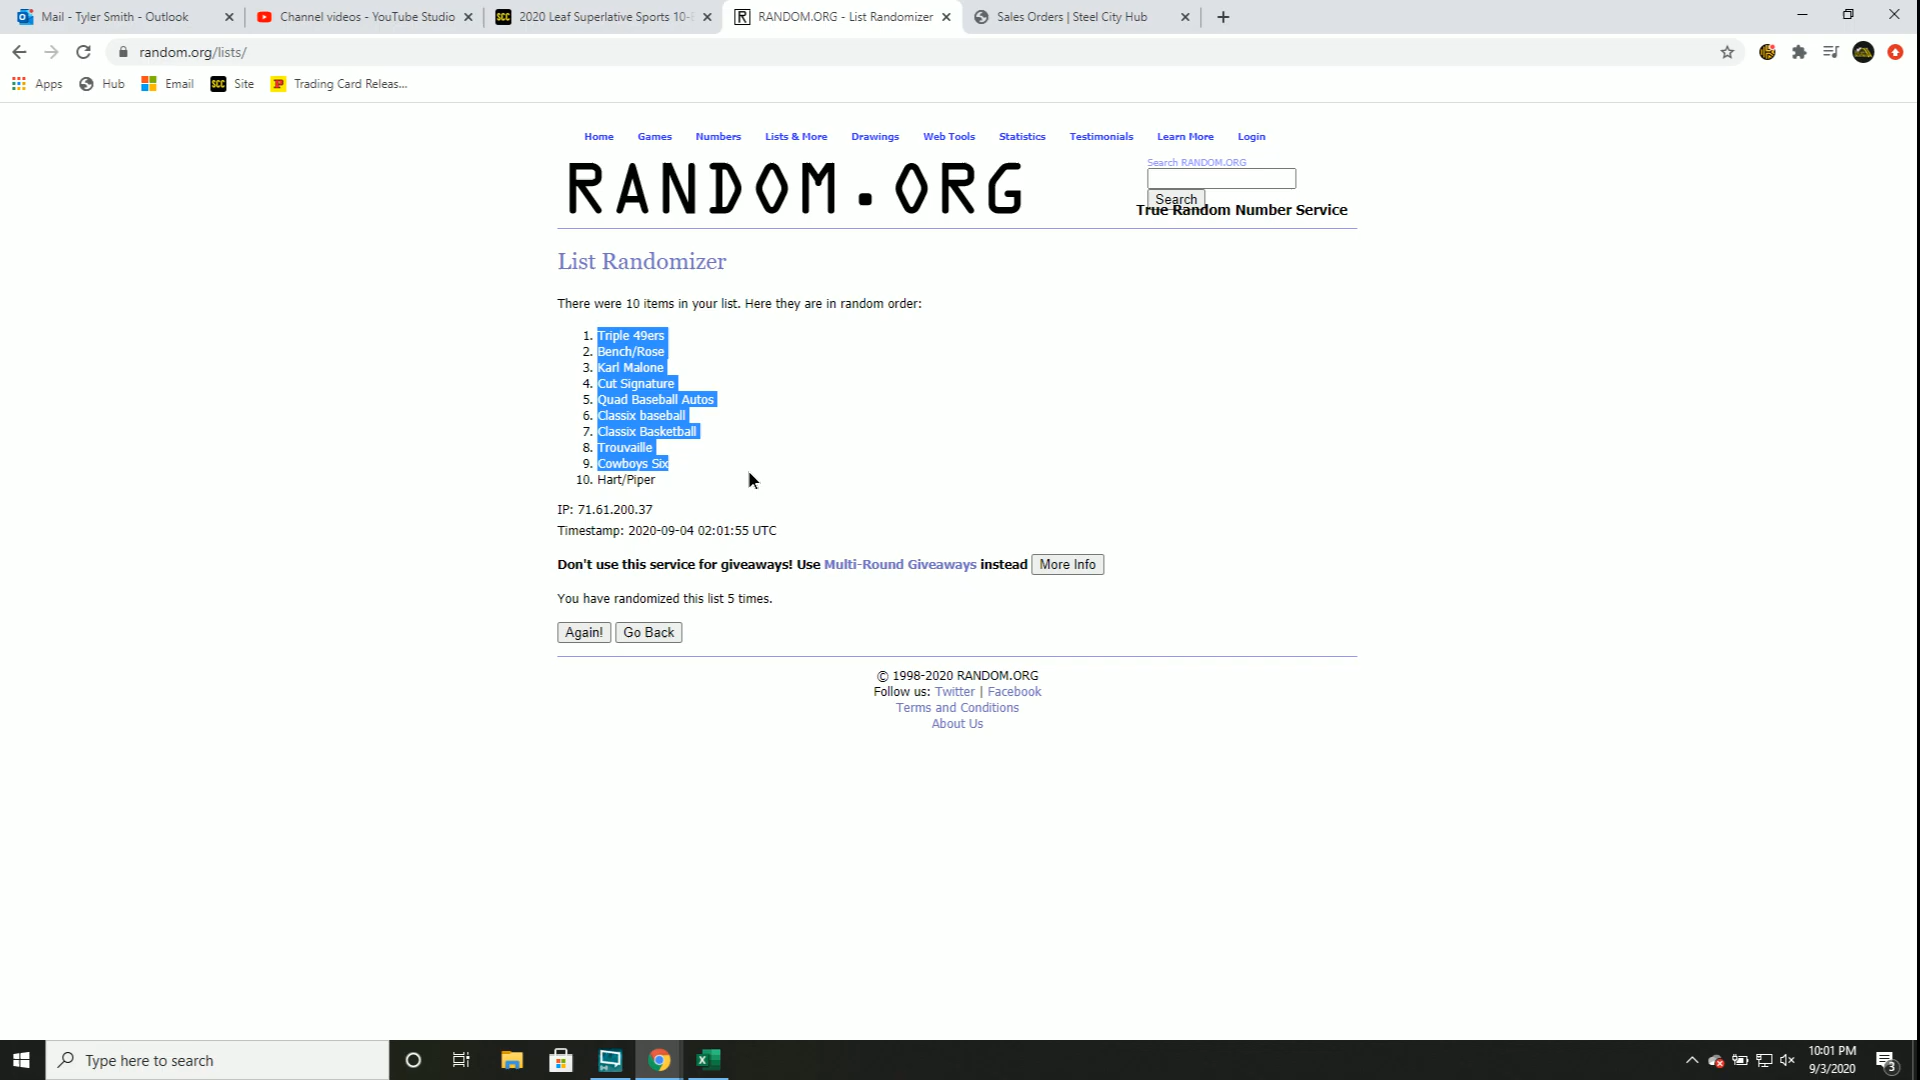 Mail - Tyler Smith - Outlook
Channel videos - YouTube Studio
SCC 2020 Leaf Superlative Sports 10-
R RANDOM.ORG - List Randomizer
Sales Orders | Steel City Hub
random.org/lists/
Apps
Hub
Email
SCC Site
Trading Card Releas...
Home
Games
Numbers
Lists & More
Drawings
Web Tools
Statistics
Testimonials
Learn More
Login
RANDOM.ORG
Search RANDOM.ORG
Search
True Random Number Service
List Randomizer
There were 10 items in your list. Here they are in random order:
1. Triple 49ers
2. Bench/Rose
3. Karl Malone
4. Cut Signature
5. Quad Baseball Autos
6. Classix baseball
7. Classix Basketball
8. Trouvaille
9. Cowboys Six
10. Hart/Piper
IP: 71.61.200.37
Timestamp: 2020-09-04 02:01:55 UTC
Don't use this service for giveaways! Use Multi-Round Giveaways instead More Info
You have randomized this list 5 times.
Again! Go Back
© 1998-2020 RANDOM.ORG
Follow us: Twitter | Facebook
Terms and Conditions
About Us
Type here to search
10:01 PM
9/3/2020
3